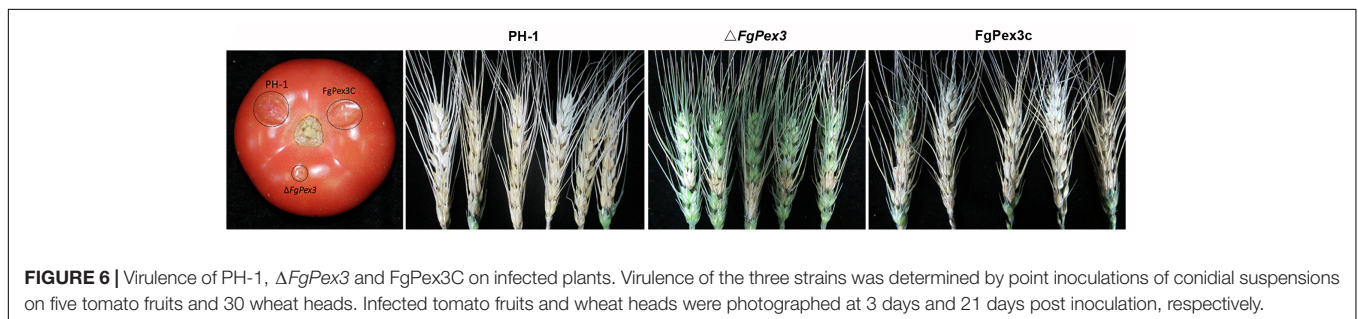 PH-1
△FgPex3
FgPex3c
PH-1
FgPex3C
ΔFgPex3
FIGURE 6 | Virulence of PH-1, ΔFgPex3 and FgPex3C on infected plants. Virulence of the three strains was determined by point inoculations of conidial suspensions
on five tomato fruits and 30 wheat heads. Infected tomato fruits and wheat heads were photographed at 3 days and 21 days post inoculation, respectively.